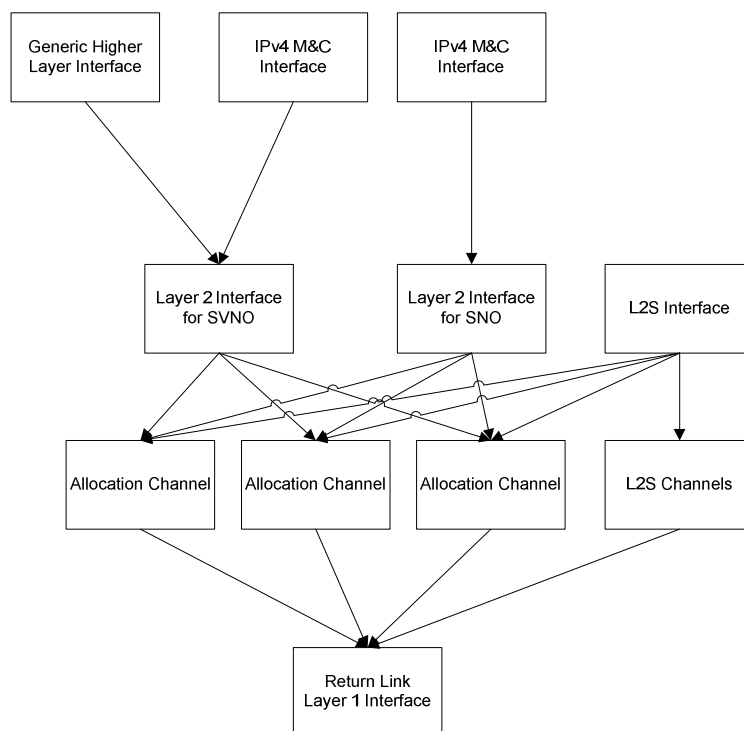 Generic Higher
Layer Interface
IPv4 M&C
Interface
IPv4 M&C
Interface
Layer 2 Interface
for SVNO
Layer 2 Interface
for SNO
L2S Interface
Allocation Channel
Allocation Channel
Allocation Channel
L2S Channels
Return Link
Layer 1 Interface